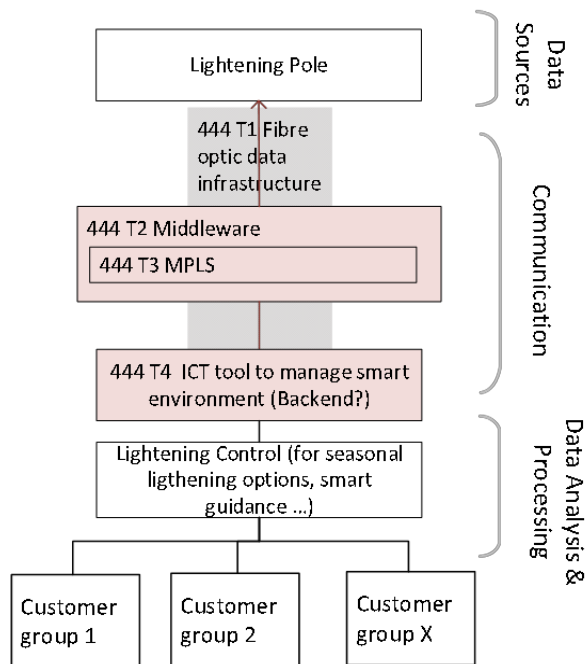 Lightening Pole
Data
Sources
444 T1 Fibre
optic data
infrastructure
444 T2 Middleware
444 T3 MPLS
Communication
444 T4  ICT tool to manage smart
environment (Backend?)
Lightening Control (for seasonal
ligthening options, smart
guidance ...)
Data Analysis &
Processing
Customer
group 1
Customer
group 2
Customer
group X